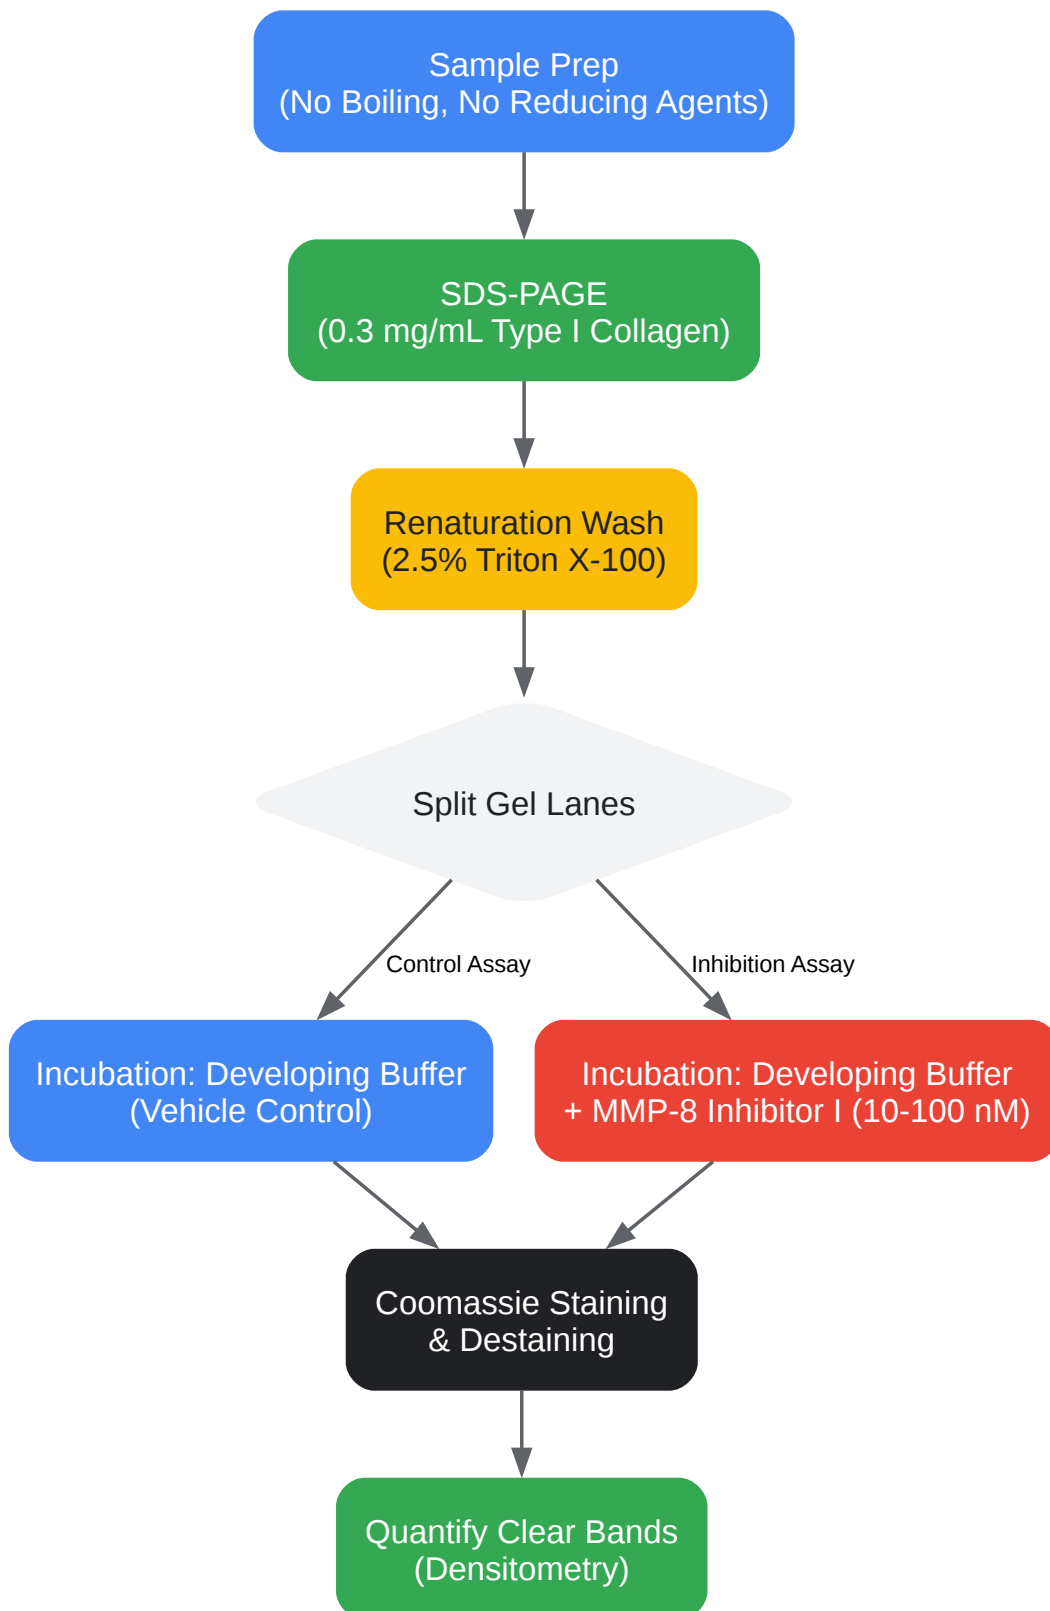 Sample Prep
(No Boiling, No Reducing Agents)
SDS-PAGE
(0.3 mg/mL Type I Collagen)
Renaturation Wash
(2.5% Triton X-100)
Split Gel Lanes
Control Assay
Inhibition Assay
Incubation: Developing Buffer
(Vehicle Control)
Incubation: Developing Buffer
+ MMP-8 Inhibitor I (10-100 nM)
Coomassie Staining
& Destaining
Quantify Clear Bands
(Densitometry)